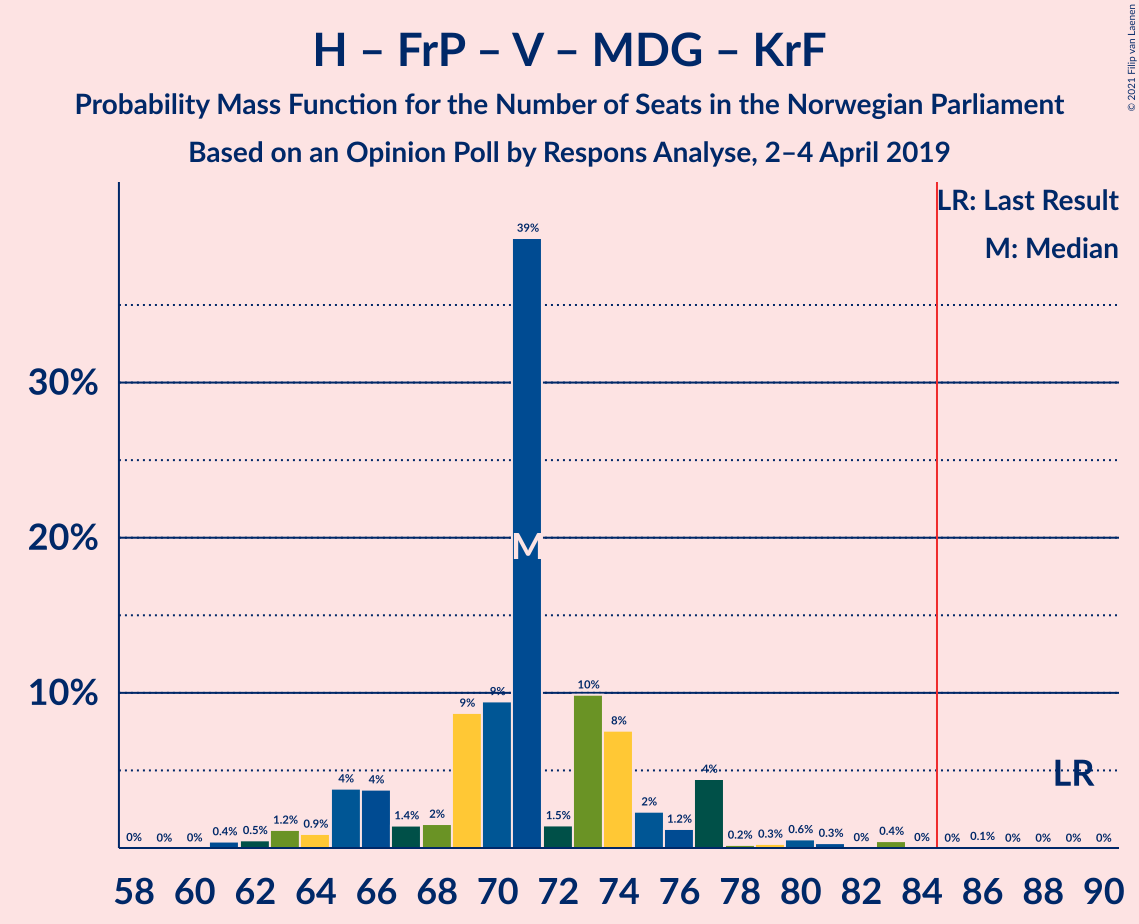 H – FrP – V – MDG – KrF
Probability Mass Function for the Number of Seats in the Norwegian Parliament
Based on an Opinion Poll by Respons Analyse, 2–4 April 2019
© 2021 Filip van Laenen
LR: Last Result
M: Median
30%
20%
10%
0% 0% 0% 0.4% 0.5% 1.2% 0.9% 4% 4% 1.4% 2% 9% 9% 39% 1.5% 10% 8% 2% 1.2% 4% 0.2% 0.3% 0.6% 0.3% 0% 0.4% 0% 0% 0.1% 0% 0% 0% 0%
M
LR
58 60 62 64 66 68 70 72 74 76 78 80 82 84 86 88 90